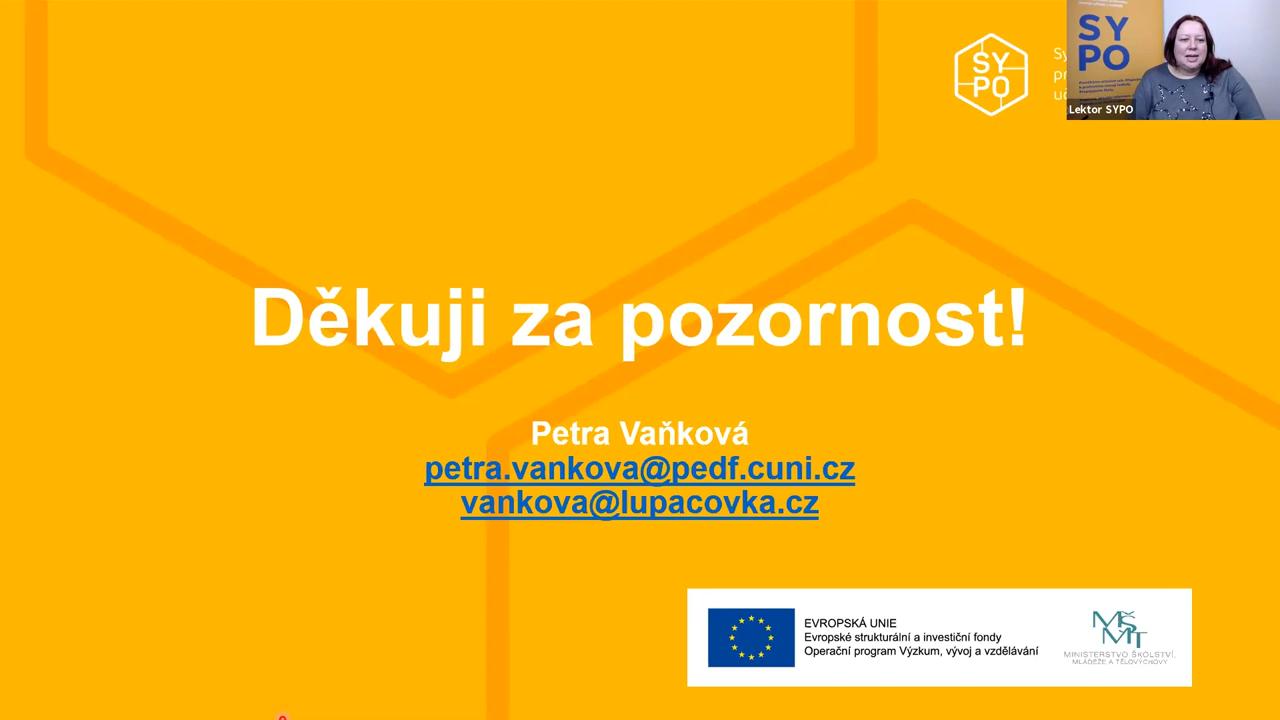 SY
PO
SY
PO
Lektor SYPO
Děkuji za pozornost!
Petra Vaňková
petra.vankova@pedf.cuni.cz
vankova@lupacovka.cz
EVROPSKÁ UNIE
Evropské strukturální a investiční fondy
Operační program Výzkum, vývoj a vzdělávání
MŠMT
MINISTERSTVO ŠKOLSTVÍ,
MLÁDEŽE A TĚLOVÝCHOVY